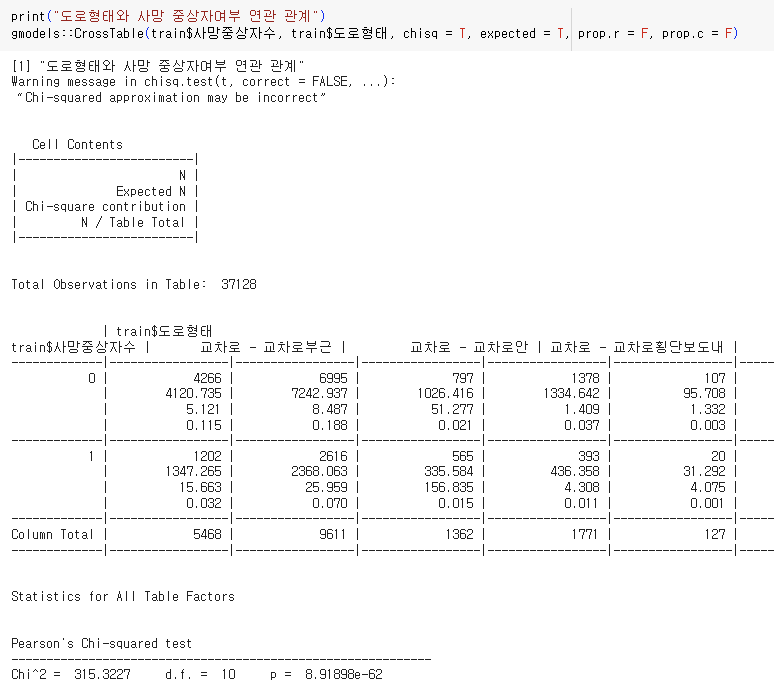 print("도로형태와 사망 중상자여부 연관 관계")
gmodels::CrossTable(train$사망중상자수, train$도로형태, chisq = T, expected = T, prop.r = F, prop.c = F)
[1] "도로형태와 사망 중상자여부 연관 관계"
Warning message in chisq.test(t, correct = FALSE, ...):
“Chi-squared approximation may be incorrect”
Cell Contents
|-------------------------|
|                       N |
|              Expected N |
| Chi-square contribution |
|         N / Table Total |
|-------------------------|
Total Observations in Table:  37128
| train$도로형태
train$사망중상자수 | 교차로 - 교차로부근 | 교차로 - 교차로안 | 교차로 - 교차로횡단보도내 |
-------------|---------------|---------------|---------------|---------------|---------------|-----
0 | 4266 | 6995 | 797 | 1378 | 107 |
| 4120.735 | 7242.937 | 1026.416 | 1334.642 | 95.708 |
| 5.121 | 8.487 | 51.277 | 1.409 | 1.332 |
| 0.115 | 0.188 | 0.021 | 0.037 | 0.003 |
-------------|---------------|---------------|---------------|---------------|---------------|-----
1 | 1202 | 2616 | 565 | 393 | 20 |
| 1347.265 | 2368.063 | 335.584 | 436.358 | 31.292 |
| 15.663 | 25.959 | 156.835 | 4.308 | 4.075 |
| 0.032 | 0.070 | 0.015 | 0.011 | 0.001 |
-------------|---------------|---------------|---------------|---------------|---------------|-----
Column Total | 5468 | 9611 | 1362 | 1771 | 127 |
-------------|---------------|---------------|---------------|---------------|---------------|-----
Statistics for All Table Factors
Pearson's Chi-squared test
------------------------------------------------------------
Chi^2 =  315.3227     d.f. =  10     p =  8.91898e-62